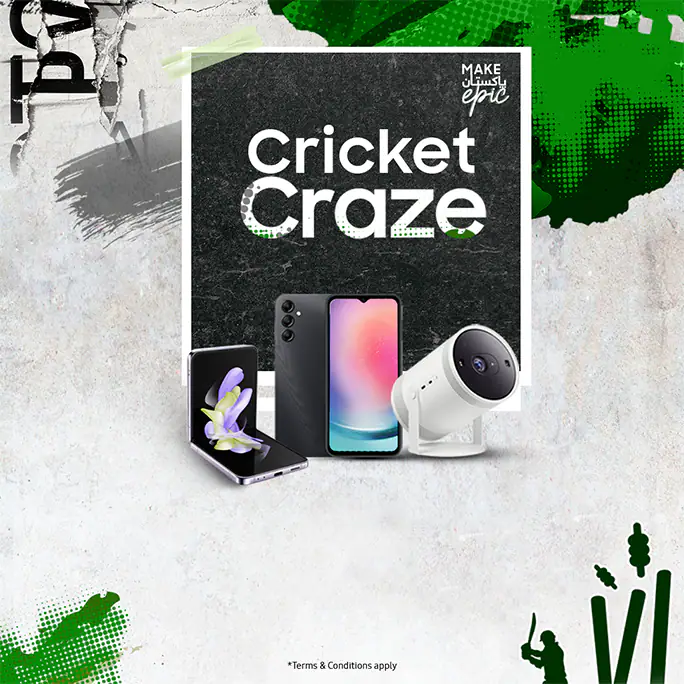 MAKE
پاکستان
epic
Cricket
Craze
*Terms & Conditions apply